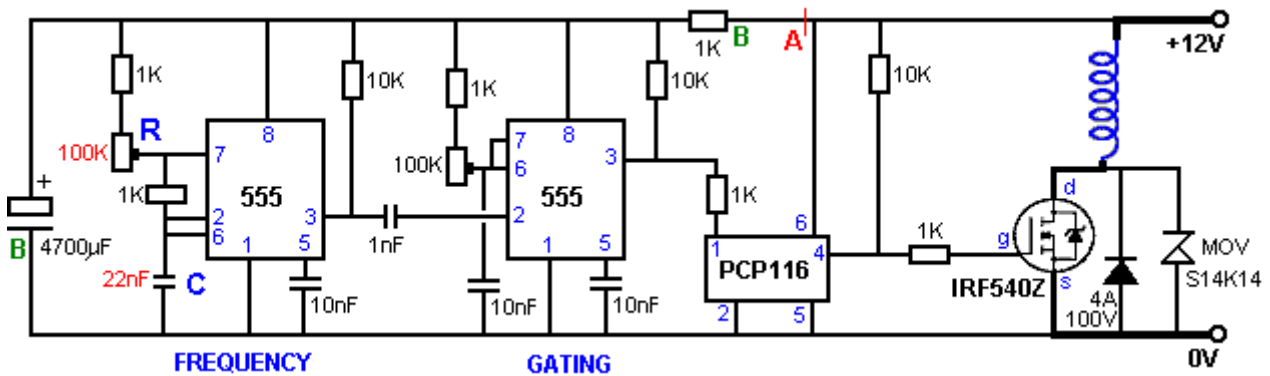 1K
B
A
+12V
1K
10K
1K
10K
10K
R
100K
7
8
1K
555
2
6
3
1
5
100K
7
6
8
3
555
2
1
5
1K
6
1
4
PCP116
2
5
1K
d
g
s
IRF540Z
MOV
S14K14
4A
100V
+
B
4700µF
22nF
C
10nF
1nF
10nF
10nF
FREQUENCY
GATING
0V